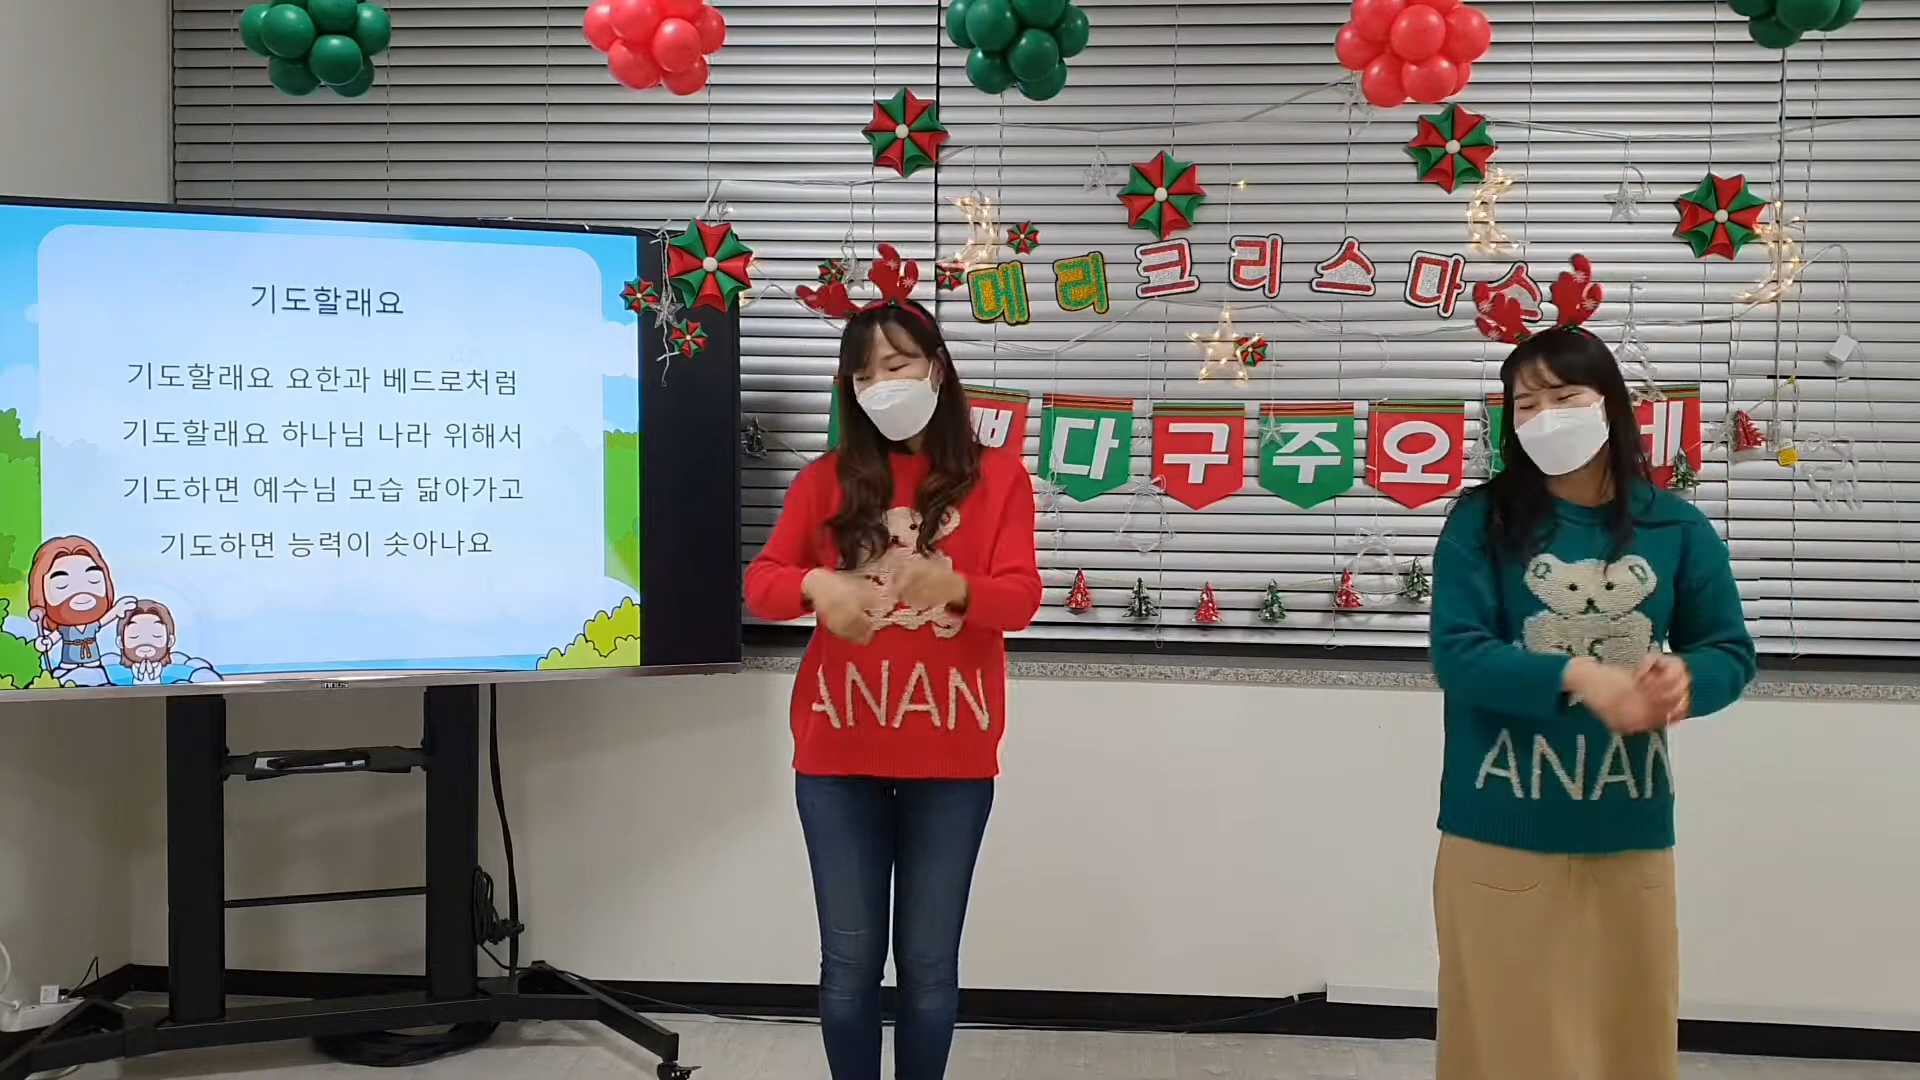 기도할래요
기도할래요 요한과 베드로처럼
기도할래요 하나님 나라 위해서
기도하면 예수님 모습 닮아가고
기도하면 능력이 솟아나요
INNOS
메리크리스마스
다구주오
네
ANAN
ANAN